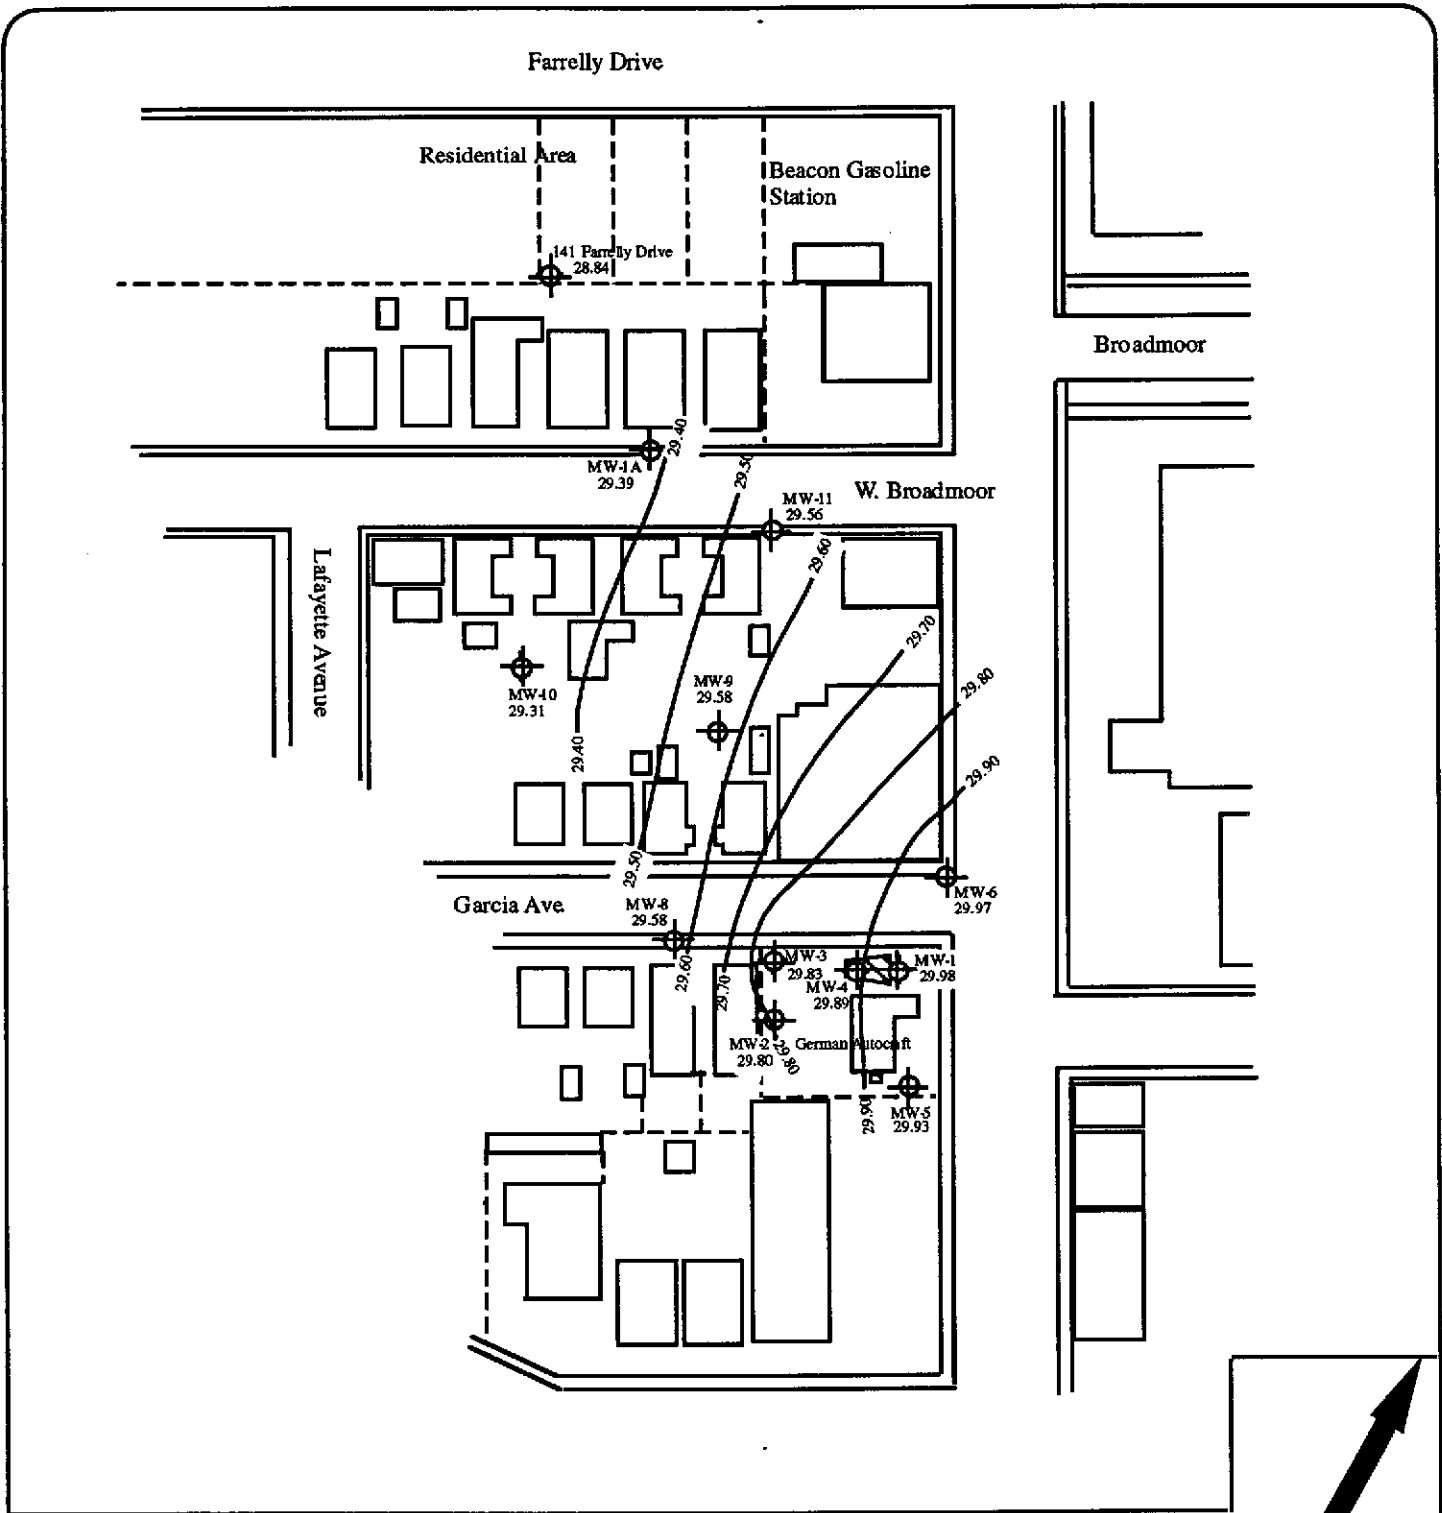 Farrelly Drive
Residential Area
Beacon Gasoline
Station
141 Farrelly Drive
28.84
Broadmoor
29.40
MW-1A
29.39
29.50
W. Broadmoor
MW-11
29.56
29.60
Lafayette Avenue
29.70
MW-10
29.31
MW-9
29.58
29.80
29.40
29.90
29.50
Garcia Ave.
MW-8
29.58
MW-6
29.97
29.60
29.70
MW-3
29.83
MW-4
29.89
MW-1
29.98
MW-2
29.80
29.80
German Autocraft
29.90
MW-5
29.93